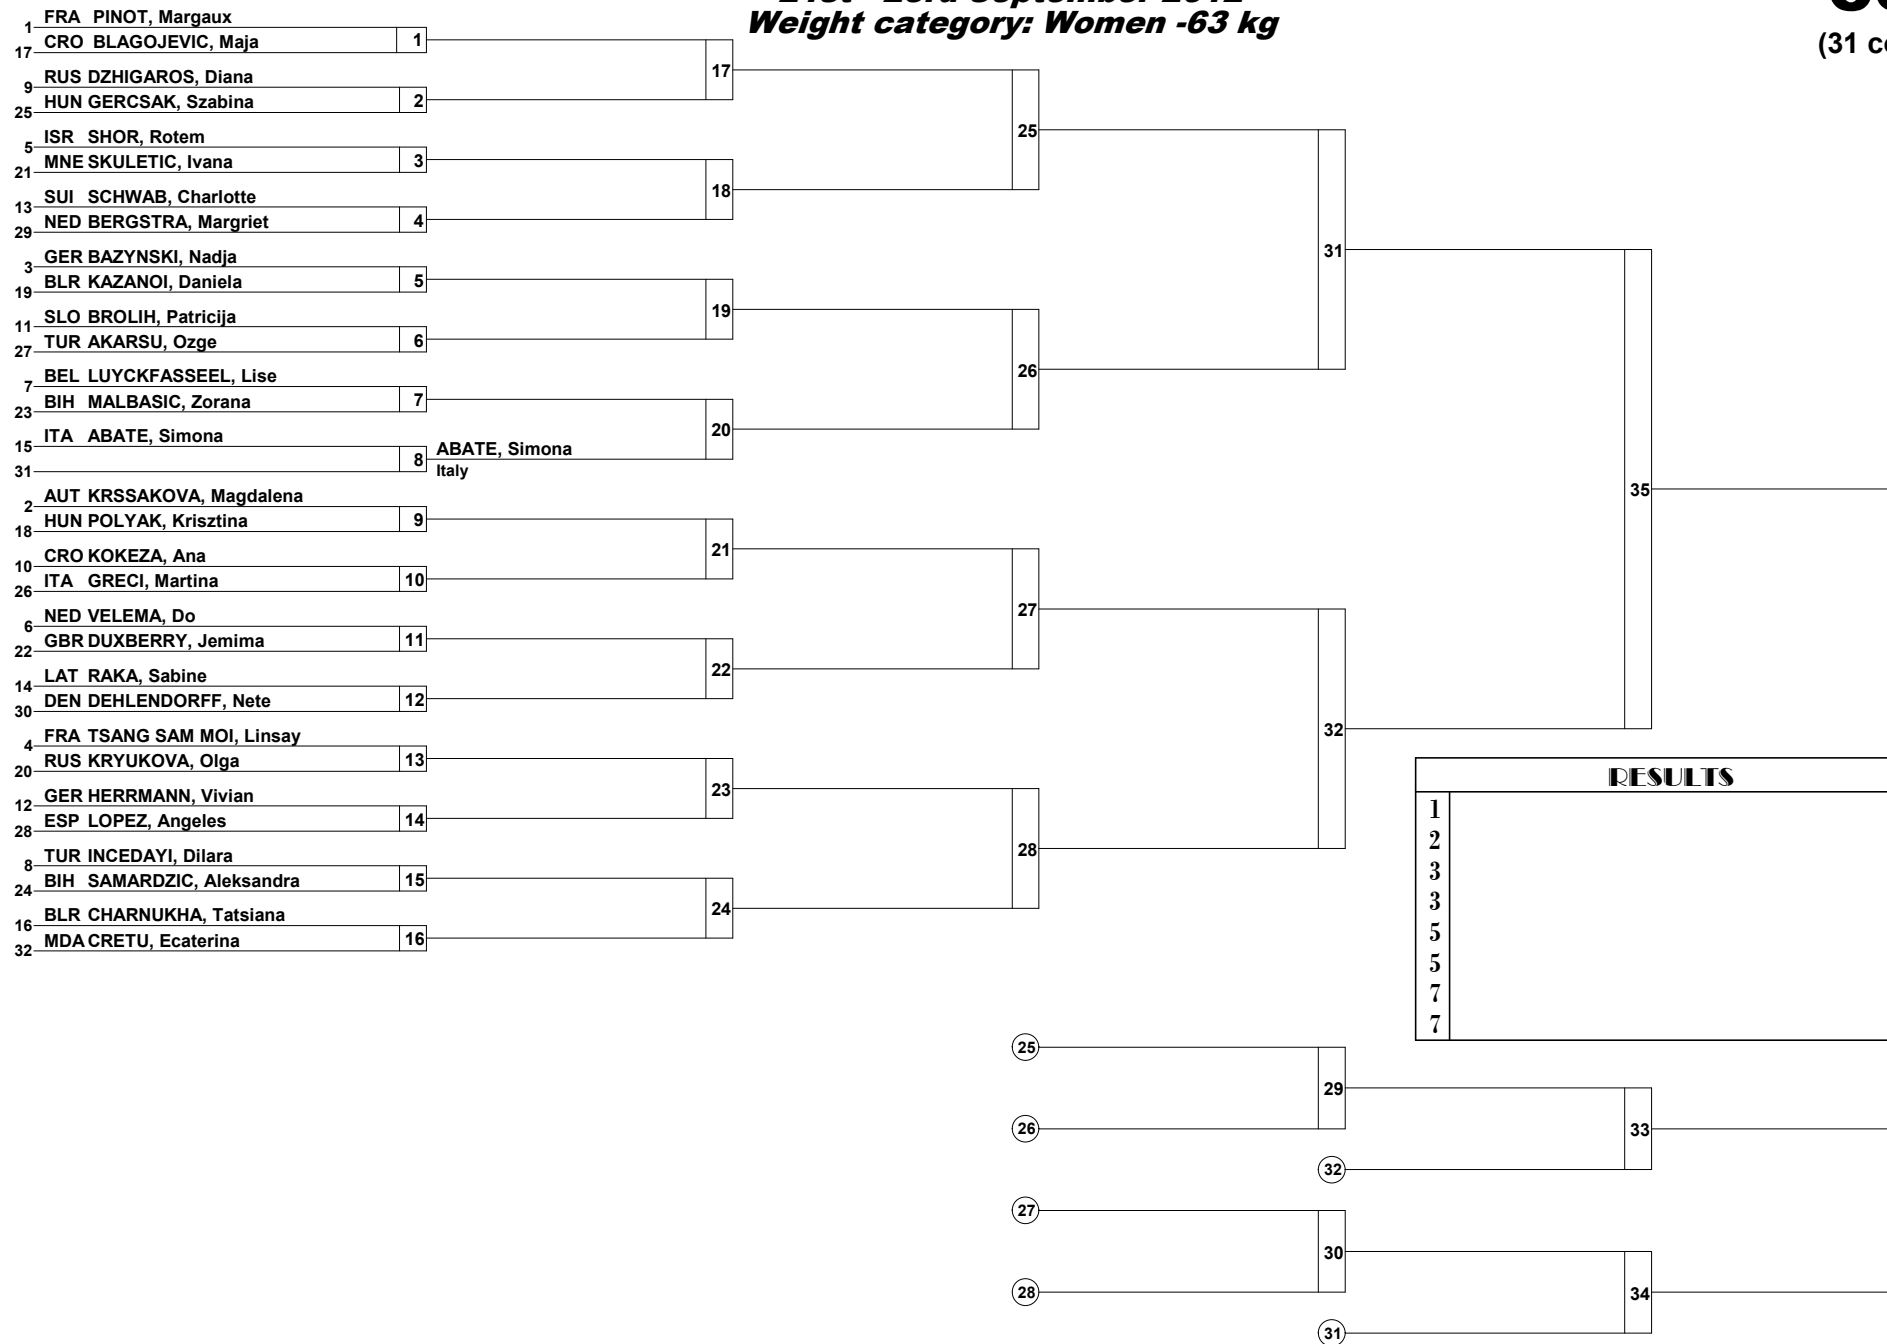 Weight category: Women -63 kg
(31
1 FRA PINOT, Margaux
17 CRO BLAGOJEVIC, Maja 1
9 RUS DZHIGAROS, Diana
25 HUN GERCSAK, Szabina 2
5 ISR SHOR, Rotem
21 MNE SKULETIC, Ivana 3
13 SUI SCHWAB, Charlotte
29 NED BERGSTRA, Margriet 4
3 GER BAZYNSKI, Nadja
19 BLR KAZANOI, Daniela 5
11 SLO BROLIH, Patricija
27 TUR AKARSU, Ozge 6
7 BEL LUYCKFASSEEL, Lise
23 BIH MALBASIC, Zorana 7
15 ITA ABATE, Simona
31 8
ABATE, Simona
Italy
2 AUT KRSSAKOVA, Magdalena
18 HUN POLYAK, Krisztina 9
10 CRO KOKEZA, Ana
26 ITA GRECI, Martina 10
6 NED VELEMA, Do
22 GBR DUXBERRY, Jemima 11
14 LAT RAKA, Sabine
30 DEN DEHLENDORFF, Nete 12
4 FRA TSANG SAM MOI, Linsay
20 RUS KRYUKOVA, Olga 13
12 GER HERRMANN, Vivian
28 ESP LOPEZ, Angeles 14
8 TUR INCEDAYI, Dilara
24 BIH SAMARDZIC, Aleksandra 15
16 BLR CHARNUKHA, Tatsiana
32 MDA CRETU, Ecaterina 16
17
18
19
20
21
22
23
24
25
26
27
28
31
32
35
RESULTS
1
2
3
3
5
5
7
7
25
29
26
33
32
27
30
28
34
31